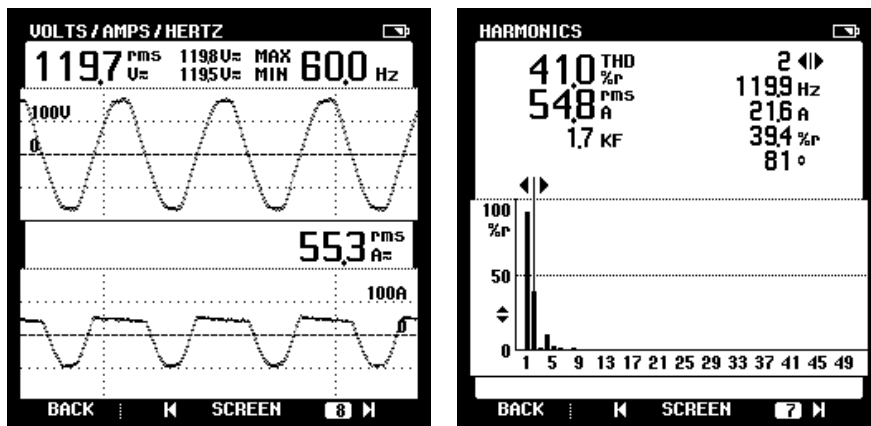 VOLTS/AMPS/HERTZ
119.7 rms V≂ 119.8 V≂ MAX 60.0 Hz
119.5 V≂ MIN
100V
0
55.3 rms A≂
100A
0
BACK SCREEN 8
HARMONICS
41.0 THD %r 2
54.8 rms A 119.9 Hz
21.6 A
1.7 KF 39.4 %r
81 °
100
%r
50
0
1 5 9 13 17 21 25 29 33 37 41 45 49
BACK SCREEN 7